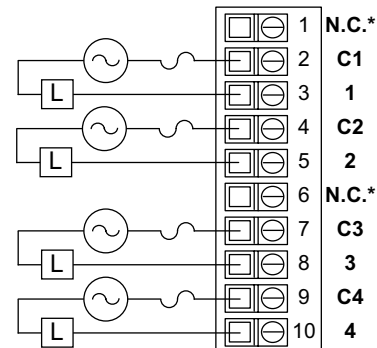 1 N.C.*
2 C1
L 3 1
4 C2
L 5 2
6 N.C.*
7 C3
L 8 3
9 C4
L 10 4